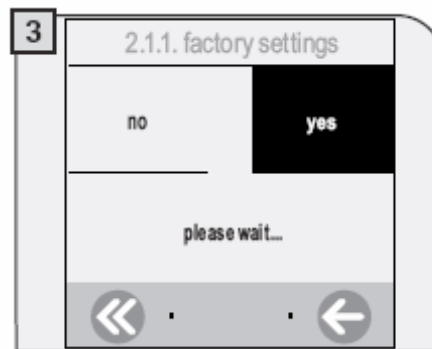 3
2.1.1. factory settings
no yes
please wait...